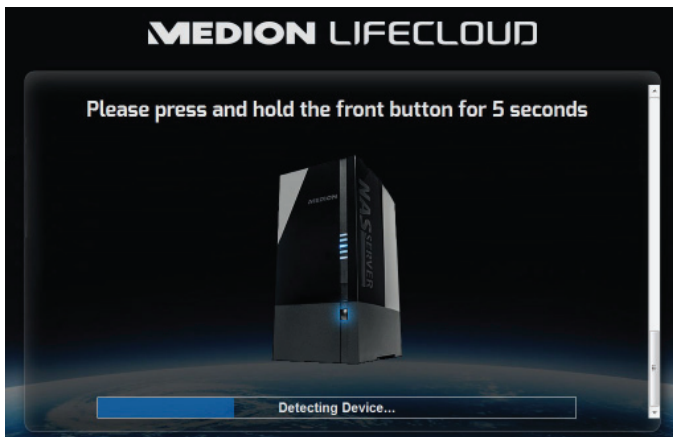 MEDION LIFECLOUD
Please press and hold the front button for 5 seconds
MEDION
NAS SERVER
Detecting Device...